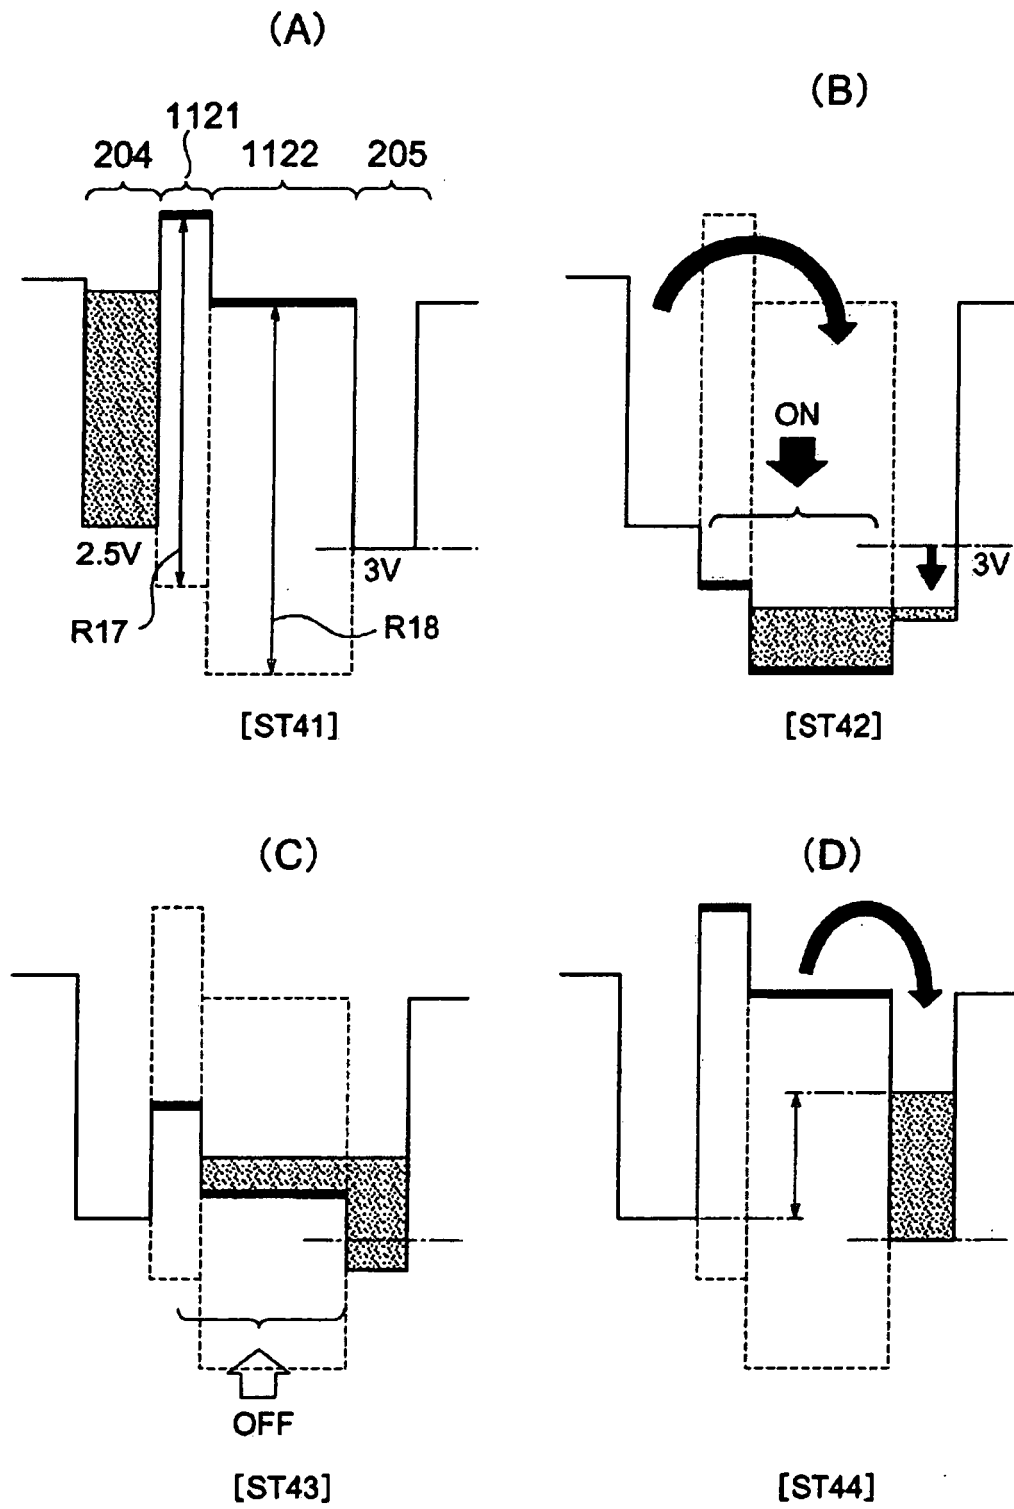 (A)
1121
204
1122
205
2.5V
3V
R17
R18
[ST41]
(B)
ON
3V
[ST42]
(C)
OFF
[ST43]
(D)
[ST44]